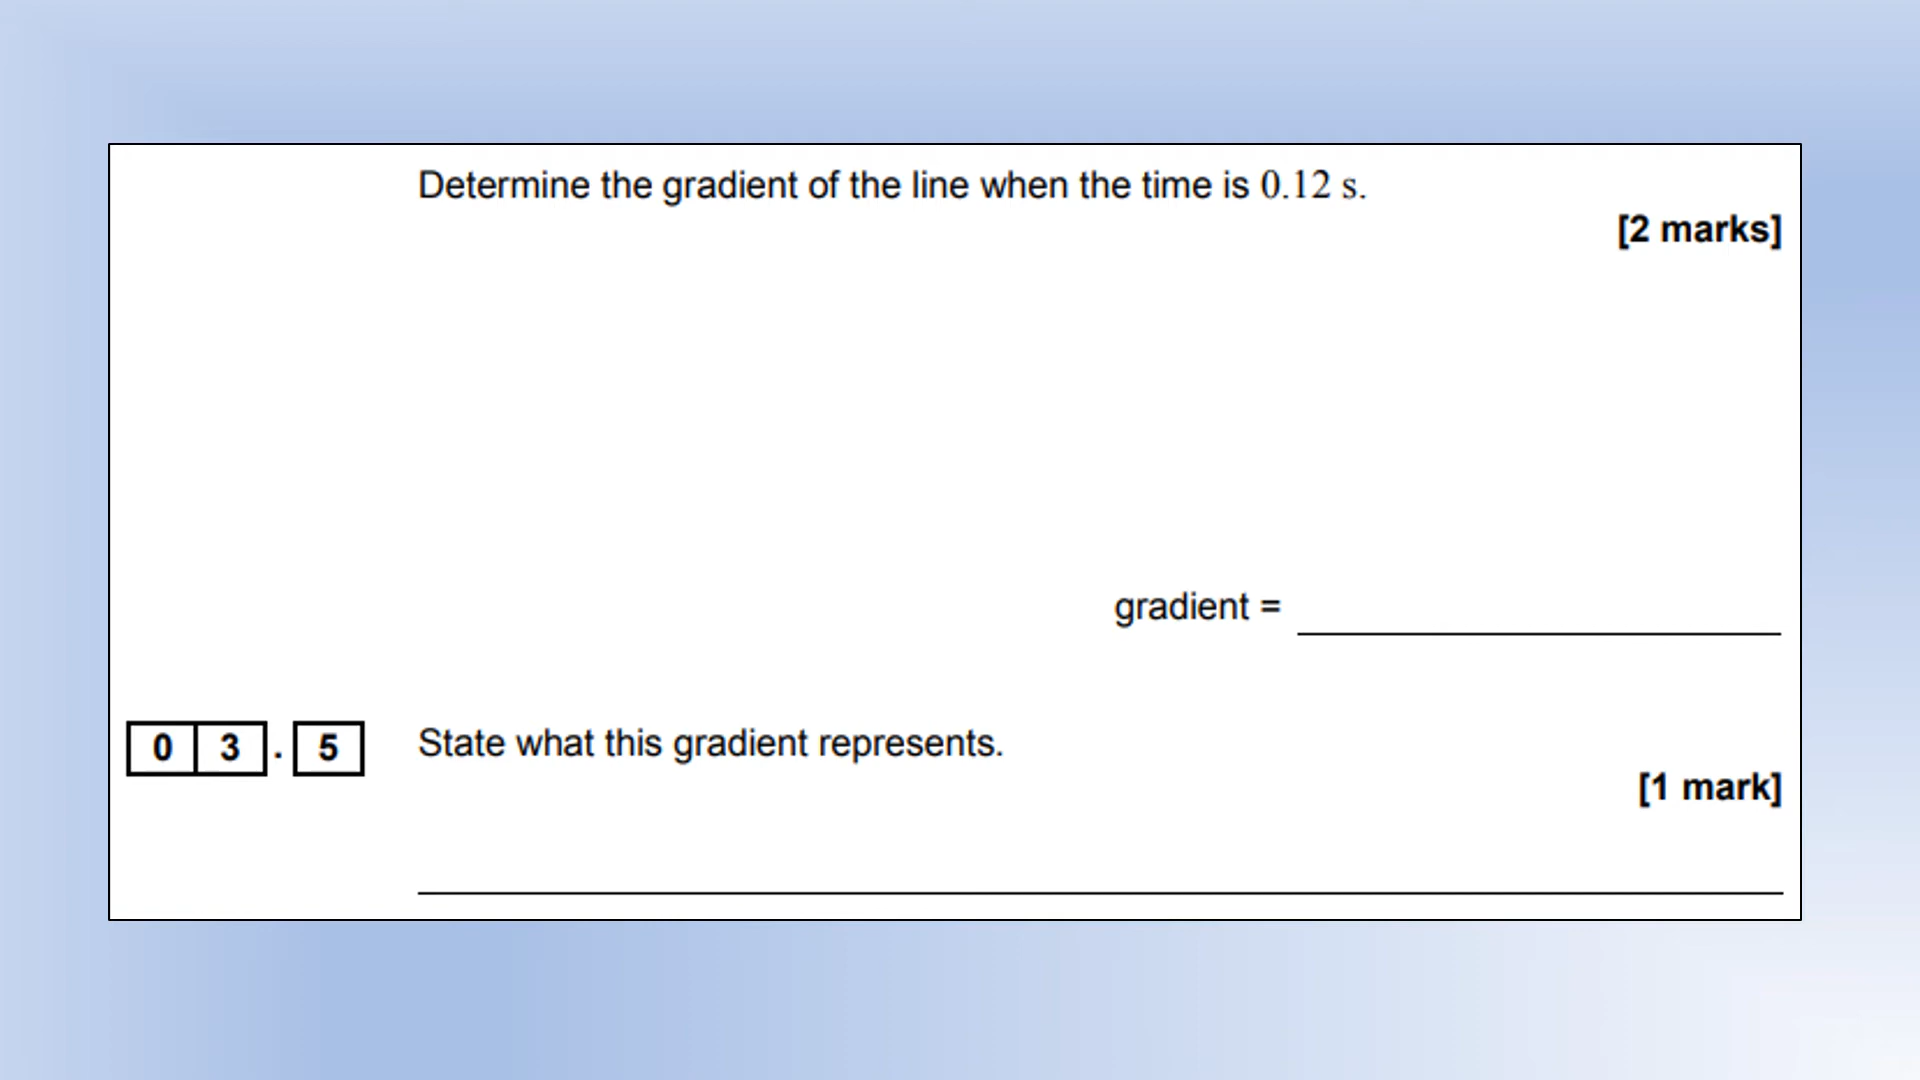 Determine the gradient of the line when the time is 0.12 s.
[2 marks]
gradient =
0 3 . 5 State what this gradient represents.
[1 mark]